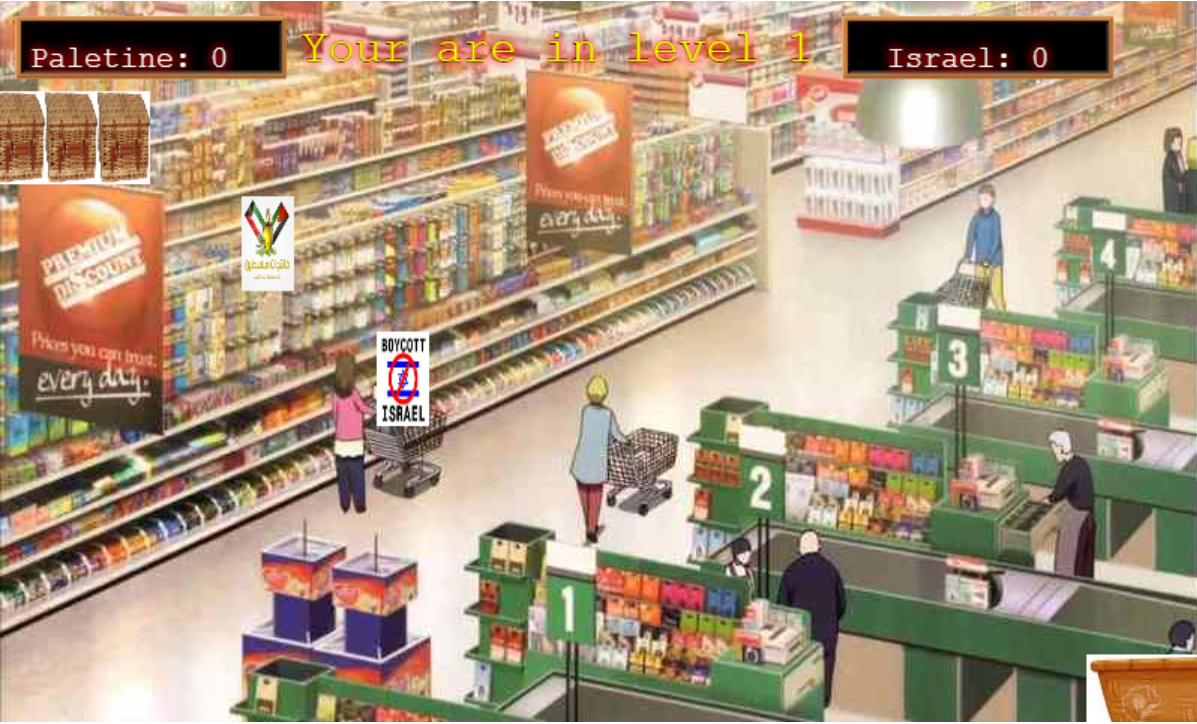 Paletine: 0
Your are in level 1
Israel: 0
PREMIUM
DISCOUNT
Prices you can trust
every day.
Prices you can trust
every day.
BOYCOTT
ISRAEL
4
3
2
1